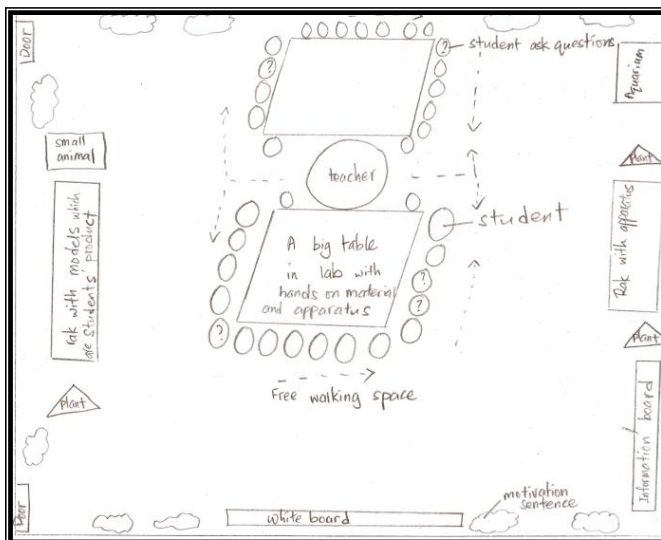 Door
?
?
student ask questions
Aquarium
small
animal
teacher
plant
student
rak with models which
are students' product
A big table
in lab with
hands on material
and apparatus
Rak with apparatus
?
?
?
plant
plant
Free walking space
Information board
motivation
sentence
Door
white board